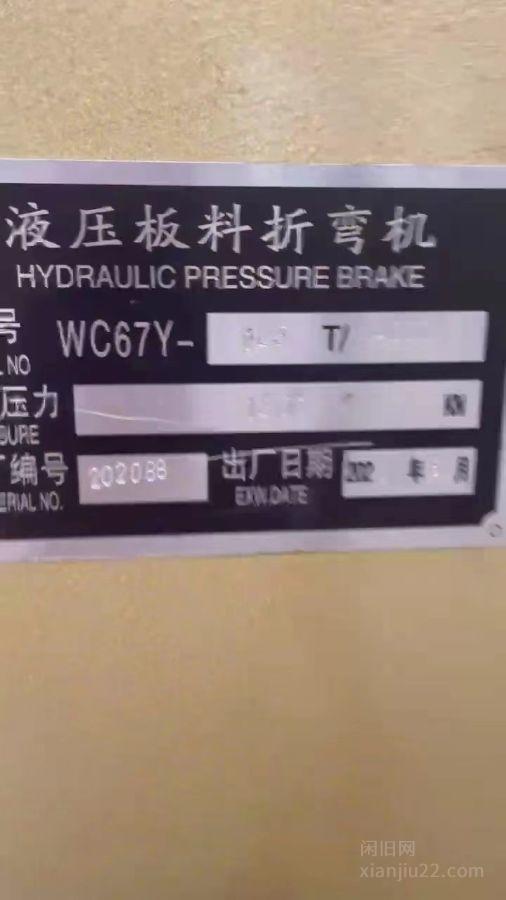 液压板料折弯机
HYDRAULIC PRESSURE BRAKE
号 WC67Y- T/
NO
压力 KN
SURE
编号 202088 出厂日期 202 年 月
RIAL NO. EXW.DATE
闲旧网
xianjiu22.com